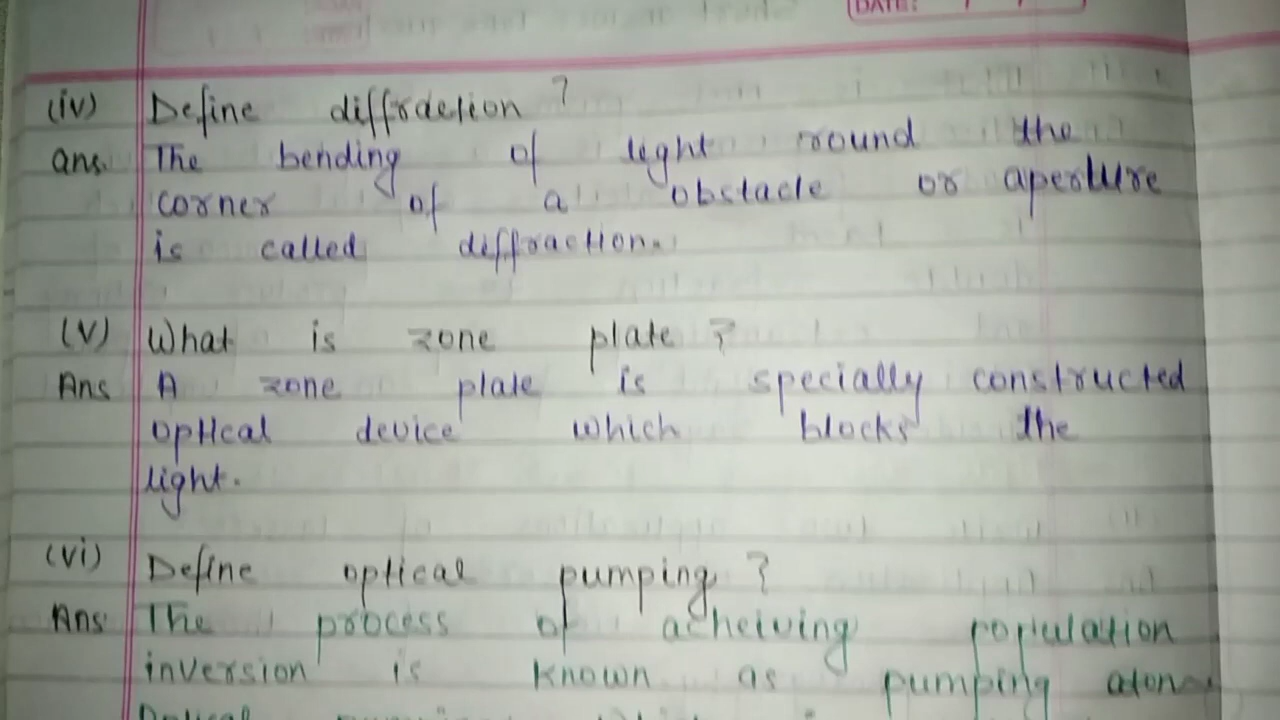 DATE:
(iv) Define diffraction ?
ans. The bending of light round the
corner of a obstacle or aperture
is called diffraction.
(v) What is zone plate ?
Ans A zone plate is specially constructed
optical device which blocks the
light.
(vi) Define optical pumping ?
Ans The process of acheiving population
inversion is known as pumping
Optical